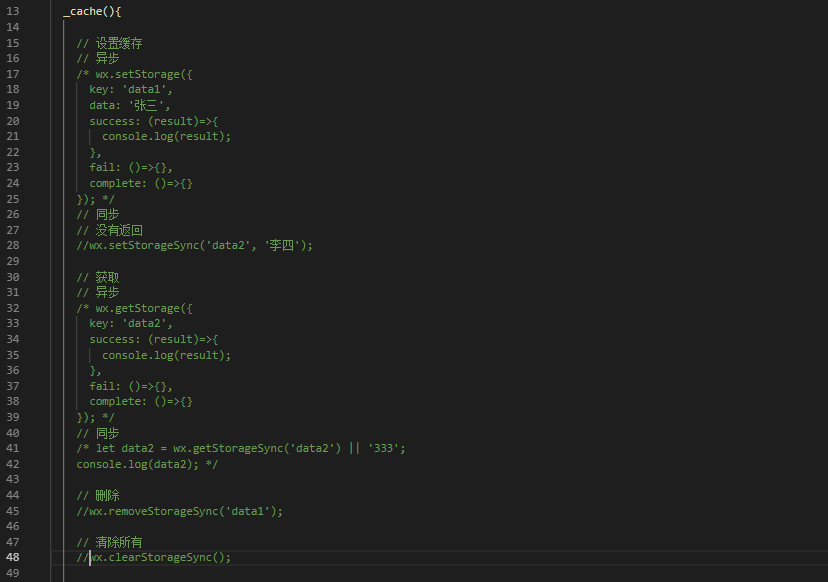 13 _cache(){
14
15 // 设置缓存
16 // 异步
17 /* wx.setStorage({
18 key: 'data1',
19 data: '张三',
20 success: (result)=>{
21 console.log(result);
22 },
23 fail: ()=>{},
24 complete: ()=>{}
25 }); */
26 // 同步
27 // 没有返回
28 //wx.setStorageSync('data2', '李四');
29
30 // 获取
31 // 异步
32 /* wx.getStorage({
33 key: 'data2',
34 success: (result)=>{
35 console.log(result);
36 },
37 fail: ()=>{},
38 complete: ()=>{}
39 }); */
40 // 同步
41 /* let data2 = wx.getStorageSync('data2') || '333';
42 console.log(data2); */
43
44 // 删除
45 //wx.removeStorageSync('data1');
46
47 // 清除所有
48 //wx.clearStorageSync();
49